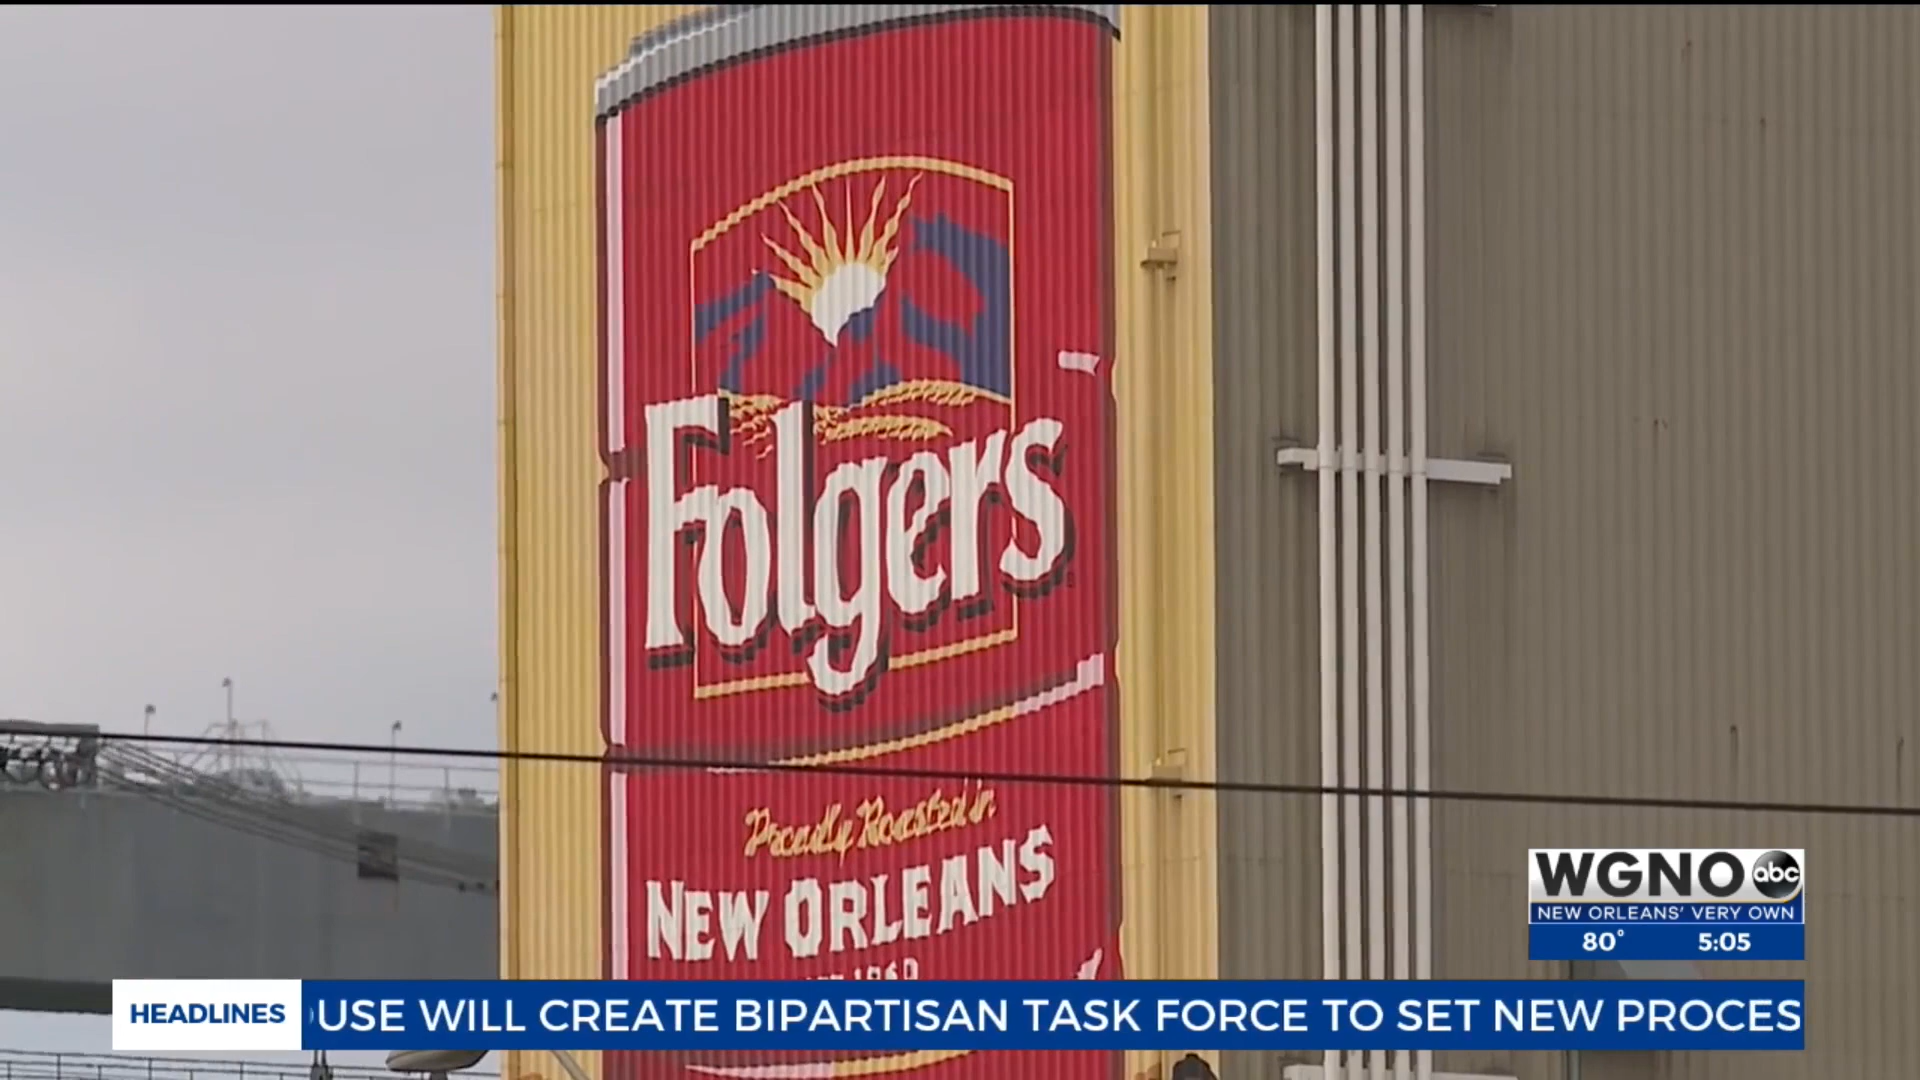 Folgers
Proudly Roasted in
NEW ORLEANS
WGNO abc
NEW ORLEANS' VERY OWN
80° 5:05
HEADLINES USE WILL CREATE BIPARTISAN TASK FORCE TO SET NEW PROCES